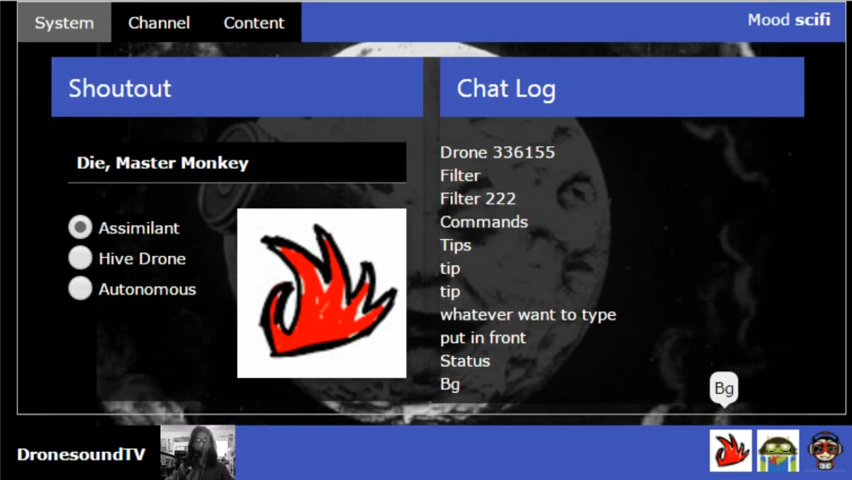 System
Channel
Content
Mood scifi
Shoutout
Die, Master Monkey
Assimilant
Hive Drone
Autonomous
Chat Log
Drone 336155
Filter
Filter 222
Commands
Tips
tip
tip
whatever want to type
put in front
Status
Bg
Bg
DronesoundTV